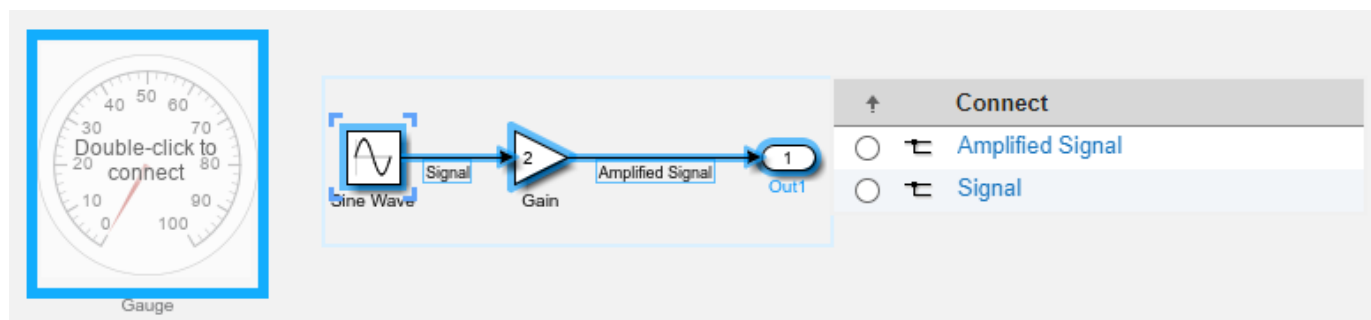 40 50 60
30 70
Double-click to
20 connect 80
10 90
0 100
Gauge
Signal
2
Amplified Signal
1
Sine Wave
Gain
Out1
Connect
Amplified Signal
Signal